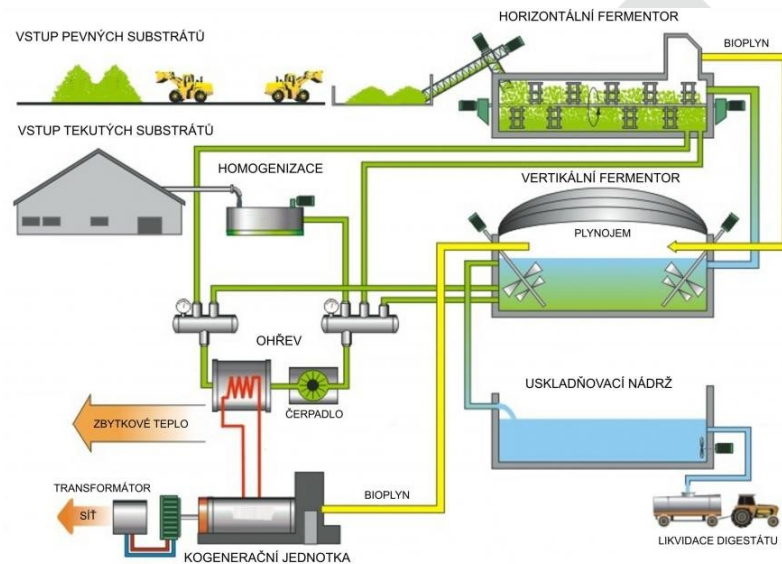 HORIZONTÁLNÍ FERMENTOR
VSTUP PEVNÝCH SUBSTRÁTŮ
BIOPLYN
VSTUP TEKUTÝCH SUBSTRÁTŮ
HOMOGENIZACE
VERTIKÁLNÍ FERMENTOR
PLYNOJEM
OHŘEV
USKLADŇOVACÍ NÁDRŽ
ČERPADLO
ZBYTKOVÉ TEPLO
TRANSFORMÁTOR
BIOPLYN
SÍŤ
LIKVIDACE DIGESTÁTU
KOGENERAČNÍ JEDNOTKA